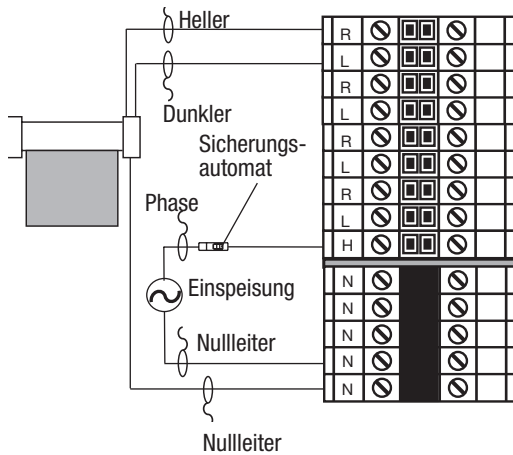 Heller
R
L
Dunkler
R
L
Sicherungs-
automat
R
L
R
Phase
L
H
Einspeisung
N
N
N
Nullleiter
N
N
Nullleiter